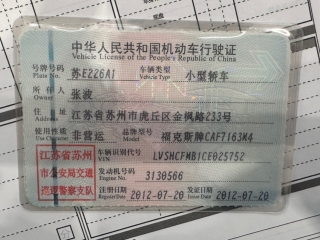 中华人民共和国机动车行驶证
Vehicle License of the People's Republic of China
号牌号码 苏E226A1 车辆类型 小型轿车
Plate No. Vehicle Type
所有人 张波
Owner
住址 江苏省苏州市虎丘区金枫路233号
Address
使用性质 非营运 品牌型号 福克斯牌CAF7163M4
Use Character Model
江苏省苏州
市公安局交通
巡逻警察支队
车辆识别代号 LVSHCFMB1CE025752
VIN
发动机号码 3130566
Engine No.
注册日期 2012-07-20 发证日期 2012-07-20
Register Date Issue Date